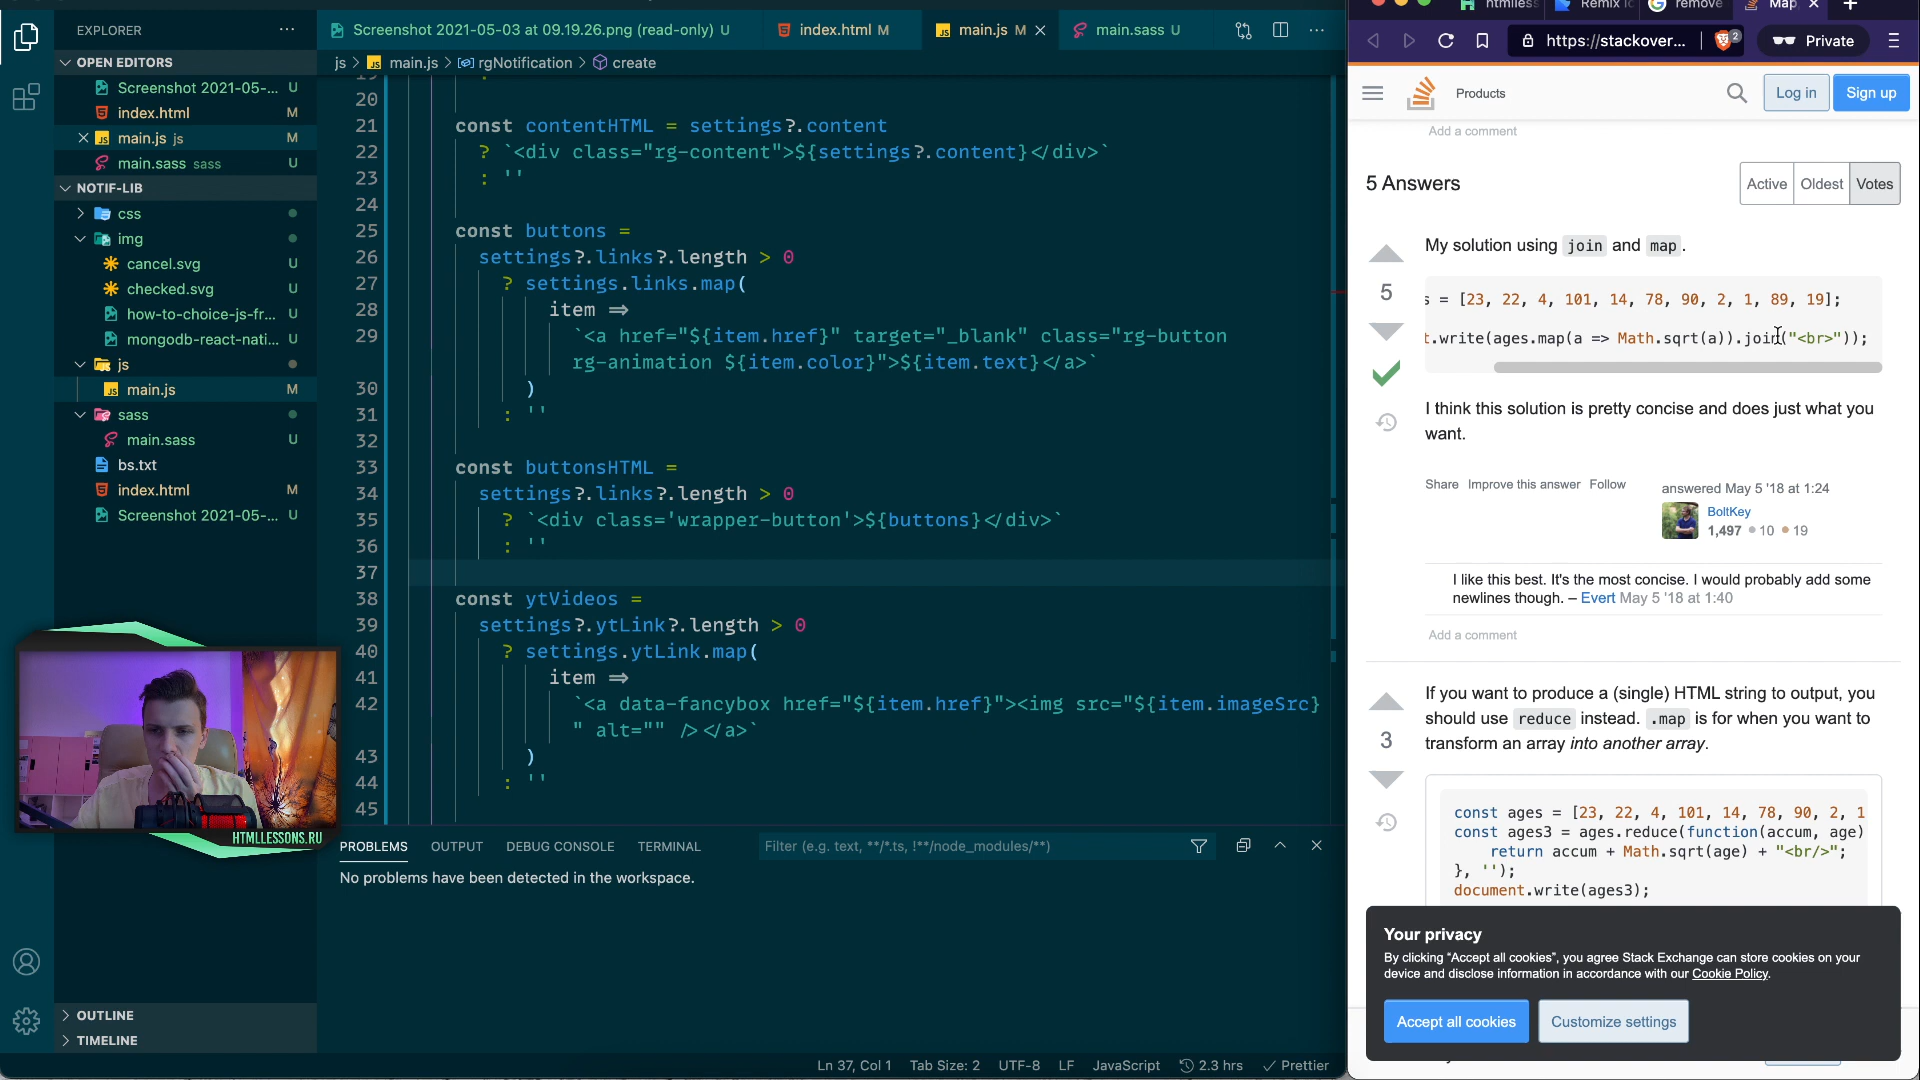 EXPLORER
OPEN EDITORS
Screenshot 2021-05-... U
index.html M
main.js js M
main.sass sass U
NOTIF-LIB
css
img
cancel.svg U
checked.svg U
how-to-choice-js-fr... U
mongodb-react-nati... U
js
main.js M
sass
main.sass U
bs.txt
index.html M
Screenshot 2021-05-... U
HTMLLESSONS.RU
OUTLINE
TIMELINE
Screenshot 2021-05-03 at 09.19.26.png (read-only) U
index.html M
main.js M
main.sass U
js > main.js > rgNotification > create
20
21 const contentHTML = settings?.content
22 ? `<div class="rg-content">${settings?.content}</div>`
23 : ''
24
25 const buttons =
26 settings?.links?.length > 0
27 ? settings.links.map(
28 item =>
29 `<a href="${item.href}" target="_blank" class="rg-button
rg-animation ${item.color}">${item.text}</a>`
30 )
31 : ''
32
33 const buttonsHTML =
34 settings?.links?.length > 0
35 ? `<div class='wrapper-button'>${buttons}</div>`
36 : ''
37
38 const ytVideos =
39 settings?.ytLink?.length > 0
40 ? settings.ytLink.map(
41 item =>
42 `<a data-fancybox href="${item.href}"><img src="${item.imageSrc}
" alt="" /></a>`
43 )
44 : ''
45
PROBLEMS OUTPUT DEBUG CONSOLE TERMINAL
Filter (e.g. text, **/*.ts, !**/node_modules/**)
No problems have been detected in the workspace.
Ln 37, Col 1 Tab Size: 2 UTF-8 LF JavaScript 2.3 hrs Prettier
htmlless Remix remove Map
https://stackover... 2 Private
Products Log in Sign up
Add a comment
5 Answers
Active Oldest Votes
My solution using join and map.
5
s = [23, 22, 4, 101, 14, 78, 90, 2, 1, 89, 19];
t.write(ages.map(a => Math.sqrt(a)).join("<br>"));
I think this solution is pretty concise and does just what you
want.
Share Improve this answer Follow
answered May 5 '18 at 1:24
BoltKey
1,497 10 19
I like this best. It's the most concise. I would probably add some
newlines though. – Evert May 5 '18 at 1:40
Add a comment
3
If you want to produce a (single) HTML string to output, you
should use reduce instead. .map is for when you want to
transform an array into another array.
const ages = [23, 22, 4, 101, 14, 78, 90, 2, 1
const ages3 = ages.reduce(function(accum, age)
return accum + Math.sqrt(age) + "<br/>";
}, '');
document.write(ages3);
Your privacy
By clicking "Accept all cookies", you agree Stack Exchange can store cookies on your
device and disclose information in accordance with our Cookie Policy.
Accept all cookies Customize settings